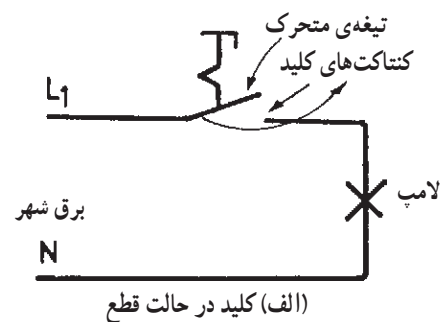 تیغه‌ی متحرک
کنتاکت‌های کلید
L1
لامپ
برق شهر
N
(الف) کلید در حالت قطع